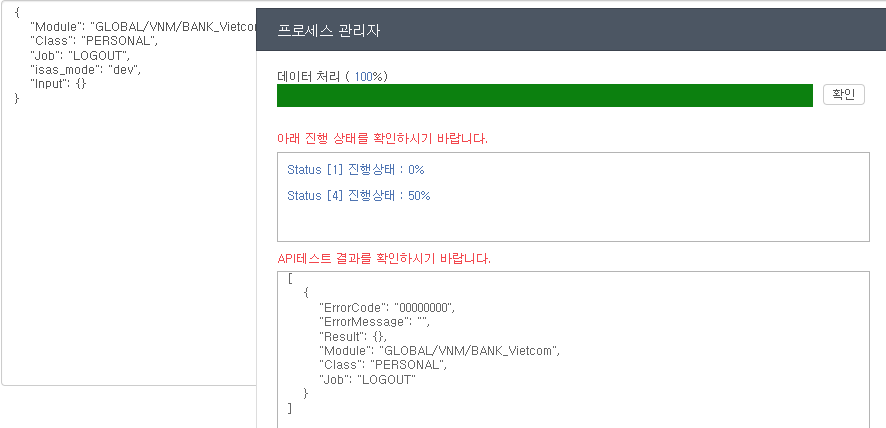 {
"Module": "GLOBAL/VNM/BANK_Vietcom
"Class": "PERSONAL",
"Job": "LOGOUT",
"isas_mode": "dev",
"Input": {}
}
프로세스 관리자
데이터 처리 ( 100%)
확인
아래 진행 상태를 확인하시기 바랍니다.
Status [1] 진행상태 : 0%
Status [4] 진행상태 : 50%
API테스트 결과를 확인하시기 바랍니다.
[
{
"ErrorCode": "00000000",
"ErrorMessage": "",
"Result": {},
"Module": "GLOBAL/VNM/BANK_Vietcom",
"Class": "PERSONAL",
"Job": "LOGOUT"
}
]